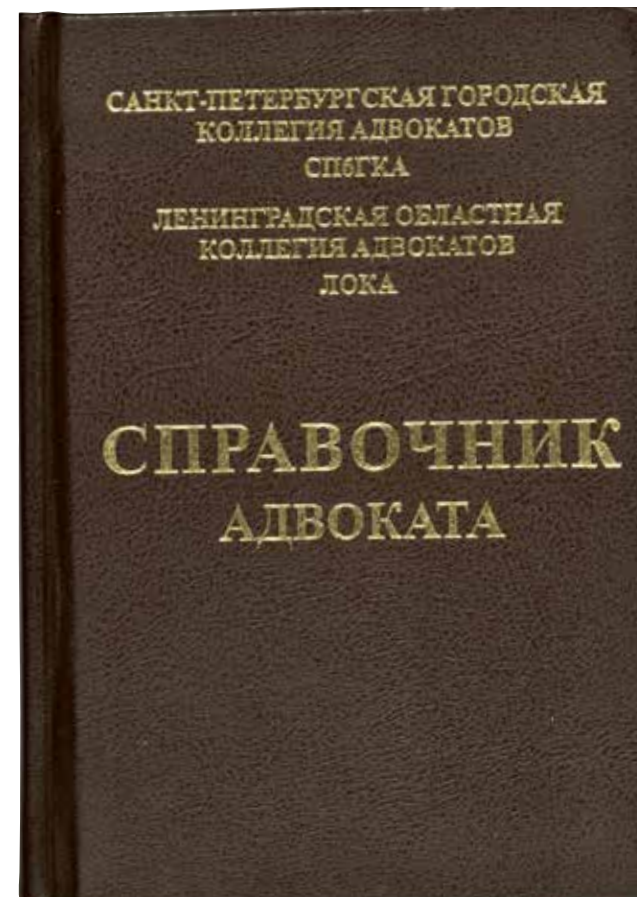 САНКТ-ПЕТЕРБУРГСКАЯ ГОРОДСКАЯ
КОЛЛЕГИЯ АДВОКАТОВ
СПбГКА
ЛЕНИНГРАДСКАЯ ОБЛАСТНАЯ
КОЛЛЕГИЯ АДВОКАТОВ
ЛОКА
СПРАВОЧНИК
АДВОКАТА